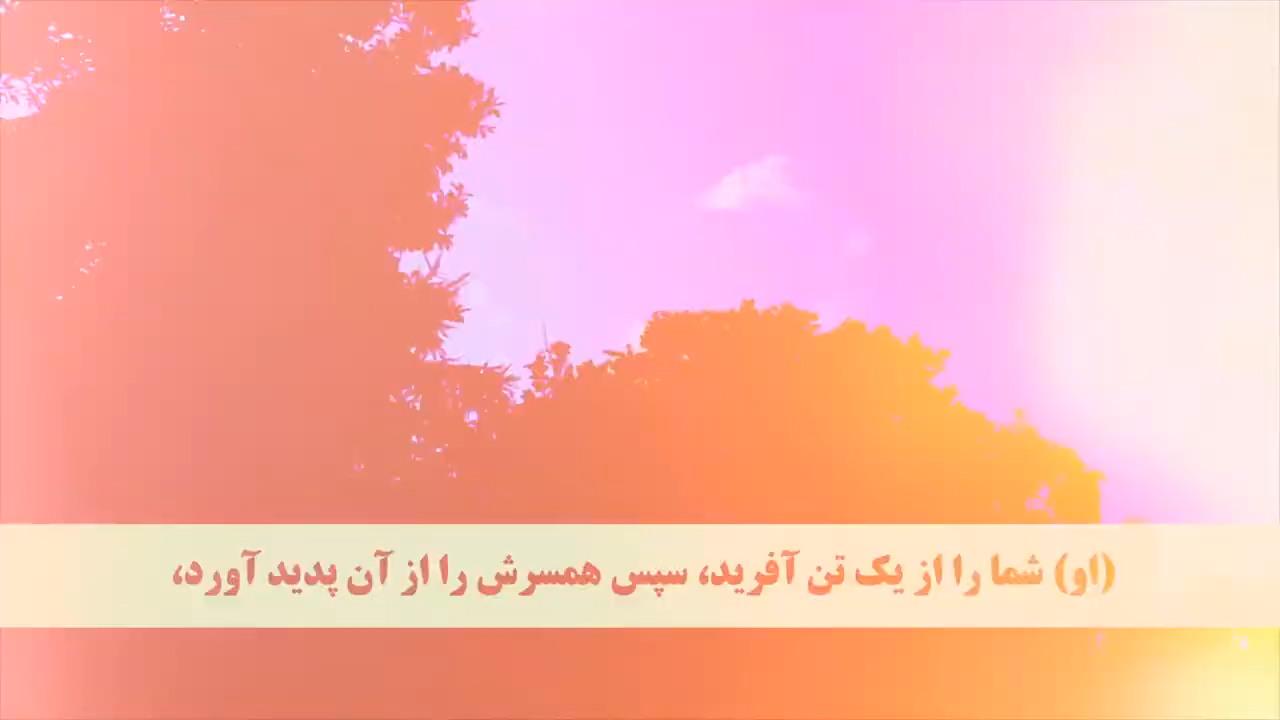 (او) شما را از یک تن آفرید، سپس همسرش را از آن پدید آورد،